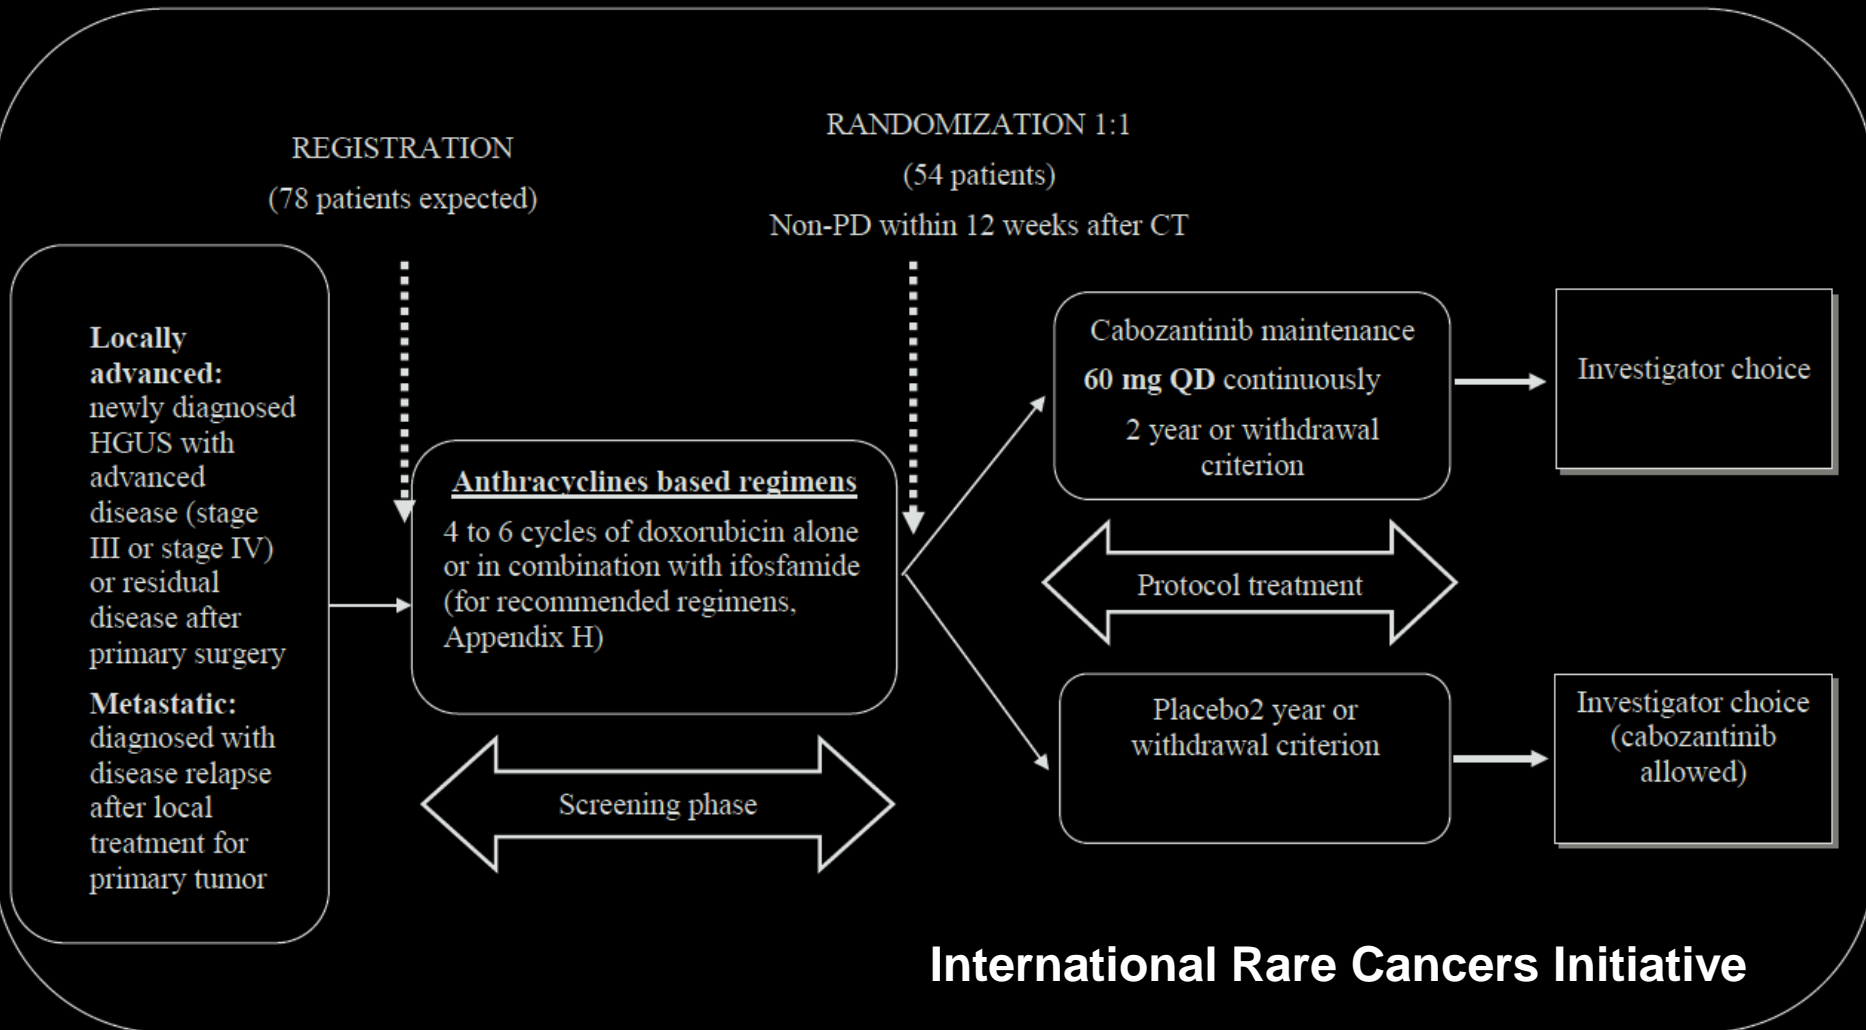 REGISTRATION
(78 patients expected)
RANDOMIZATION 1:1
(54 patients)
Non-PD within 12 weeks after CT
Locally
advanced:
newly diagnosed
HGUS with
advanced
disease (stage
III or stage IV)
or residual
disease after
primary surgery
Metastatic:
diagnosed with
disease relapse
after local
treatment for
primary tumor
Anthracyclines based regimens
4 to 6 cycles of doxorubicin alone
or in combination with ifosfamide
(for recommended regimens,
Appendix H)
Screening phase
Cabozantinib maintenance
60 mg QD continuously
2 year or withdrawal
criterion
Investigator choice
Protocol treatment
Placebo2 year or
withdrawal criterion
Investigator choice
(cabozantinib
allowed)
International Rare Cancers Initiative